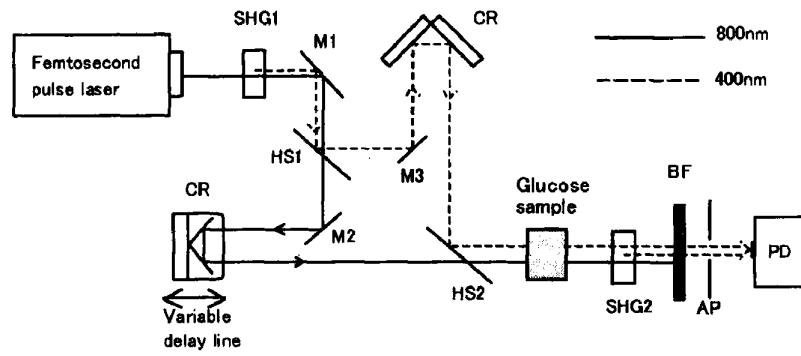 SHG1
M1
CR
800nm
400nm
Femtosecond
pulse laser
HS1
M3
BF
Glucose
sample
CR
M2
PD
HS2
SHG2
AP
Variable
delay line